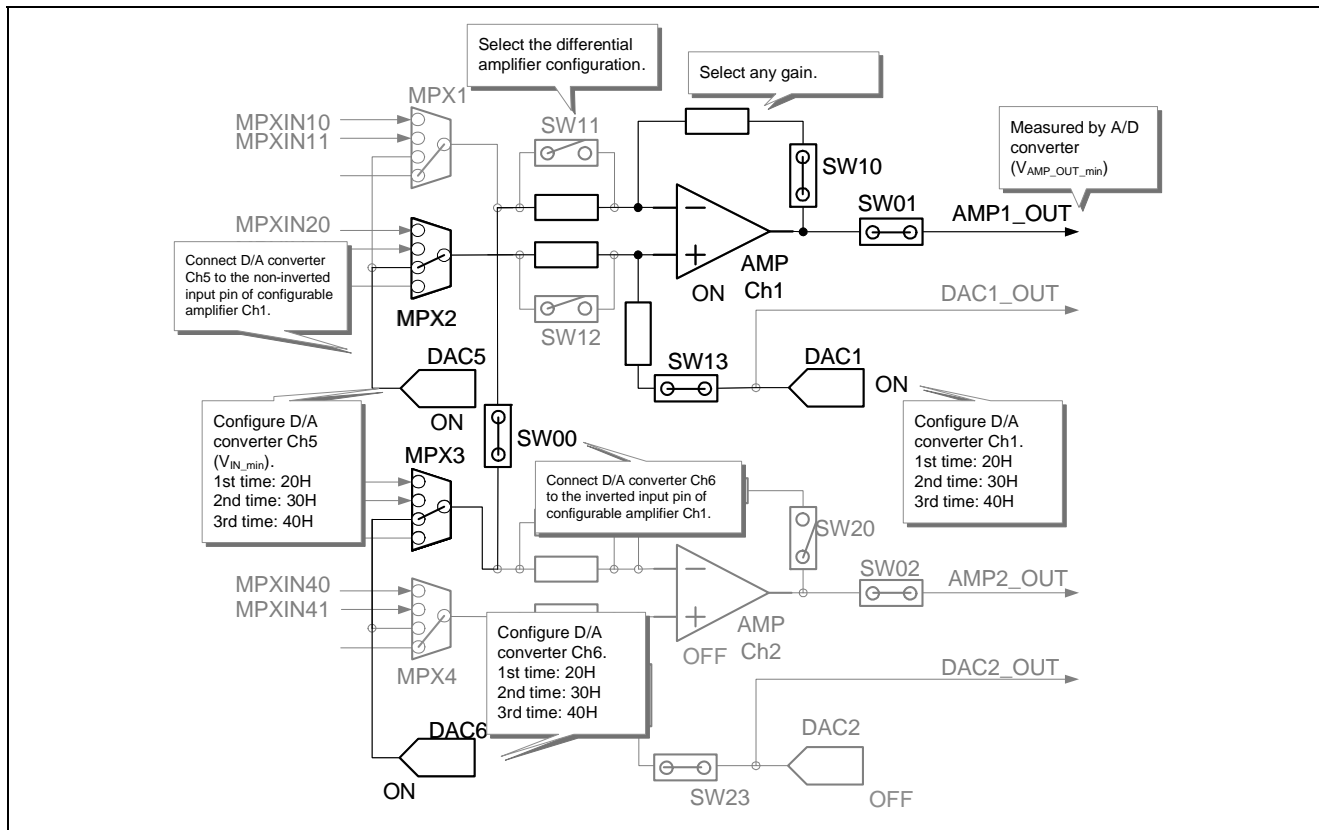 Select the differential
amplifier configuration.
Select any gain.
MPX1
MPXIN10
MPXIN11
SW11
SW10
Measured by A/D
converter
(VAMP_OUT_min)
SW01
AMP1_OUT
MPXIN20
Connect D/A converter
Ch5 to the non-inverted
input pin of configurable
amplifier Ch1.
MPX2
SW12
AMP
Ch1
ON
DAC1_OUT
DAC5
ON
SW13
DAC1
ON
Configure D/A
converter Ch5
(VIN_min).
1st time: 20H
2nd time: 30H
3rd time: 40H
SW00
Configure D/A
converter Ch1.
1st time: 20H
2nd time: 30H
3rd time: 40H
MPX3
Connect D/A converter Ch6
to the inverted input pin of
configurable amplifier Ch1.
SW20
SW02
AMP2_OUT
MPXIN40
MPXIN41
MPX4
AMP
Ch2
OFF
Configure D/A
converter Ch6.
1st time: 20H
2nd time: 30H
3rd time: 40H
DAC2_OUT
DAC6
ON
SW23
DAC2
OFF